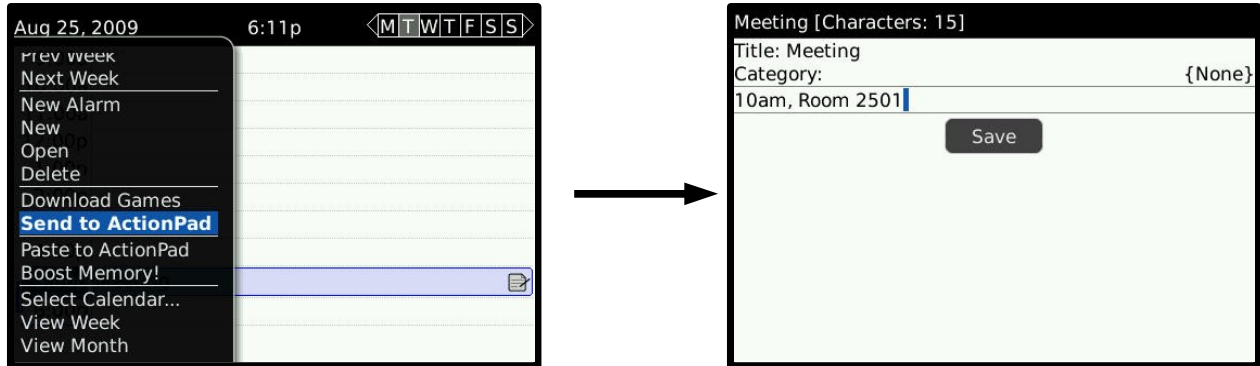 Aug 25, 2009 6:11p M T W T F S S
Prev Week
Next Week
New Alarm
New
Open
Delete
Download Games
Send to ActionPad
Paste to ActionPad
Boost Memory!
Select Calendar...
View Week
View Month
Meeting [Characters: 15]
Title: Meeting
Category: {None}
10am, Room 2501
Save